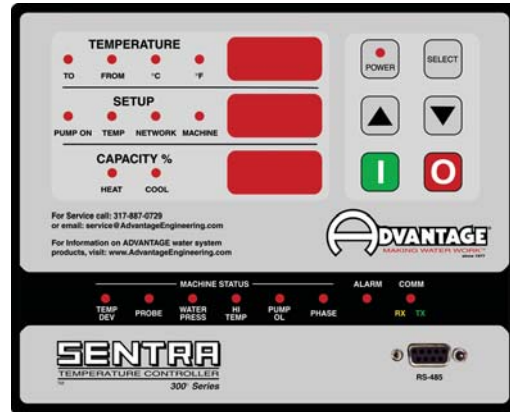 TEMPERATURE
TO FROM °C °F
SETUP
PUMP ON TEMP NETWORK MACHINE
CAPACITY %
HEAT COOL
POWER
SELECT
I O
For Service call: 317-887-0729
or email: service@AdvantageEngineering.com
For Information on ADVANTAGE water system
products, visit: www.AdvantageEngineering.com
ADVANTAGE
MAKING WATER WORK™
since 1977
MACHINE STATUS ALARM COMM
TEMP DEV PROBE WATER PRESS HI TEMP PUMP OL PHASE RX TX
SENTRA
TEMPERATURE CONTROLLER
™ 300° Series
RS-485